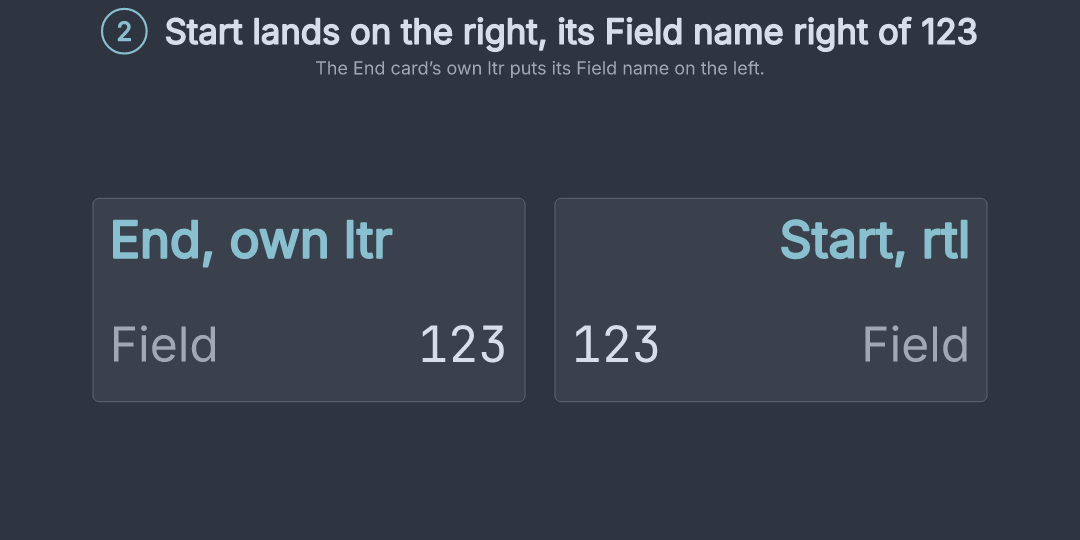 2 Start lands on the right, its Field name right of 123
The End card’s own ltr puts its Field name on the left.
End, own ltr
Field 123
Start, rtl
123 Field